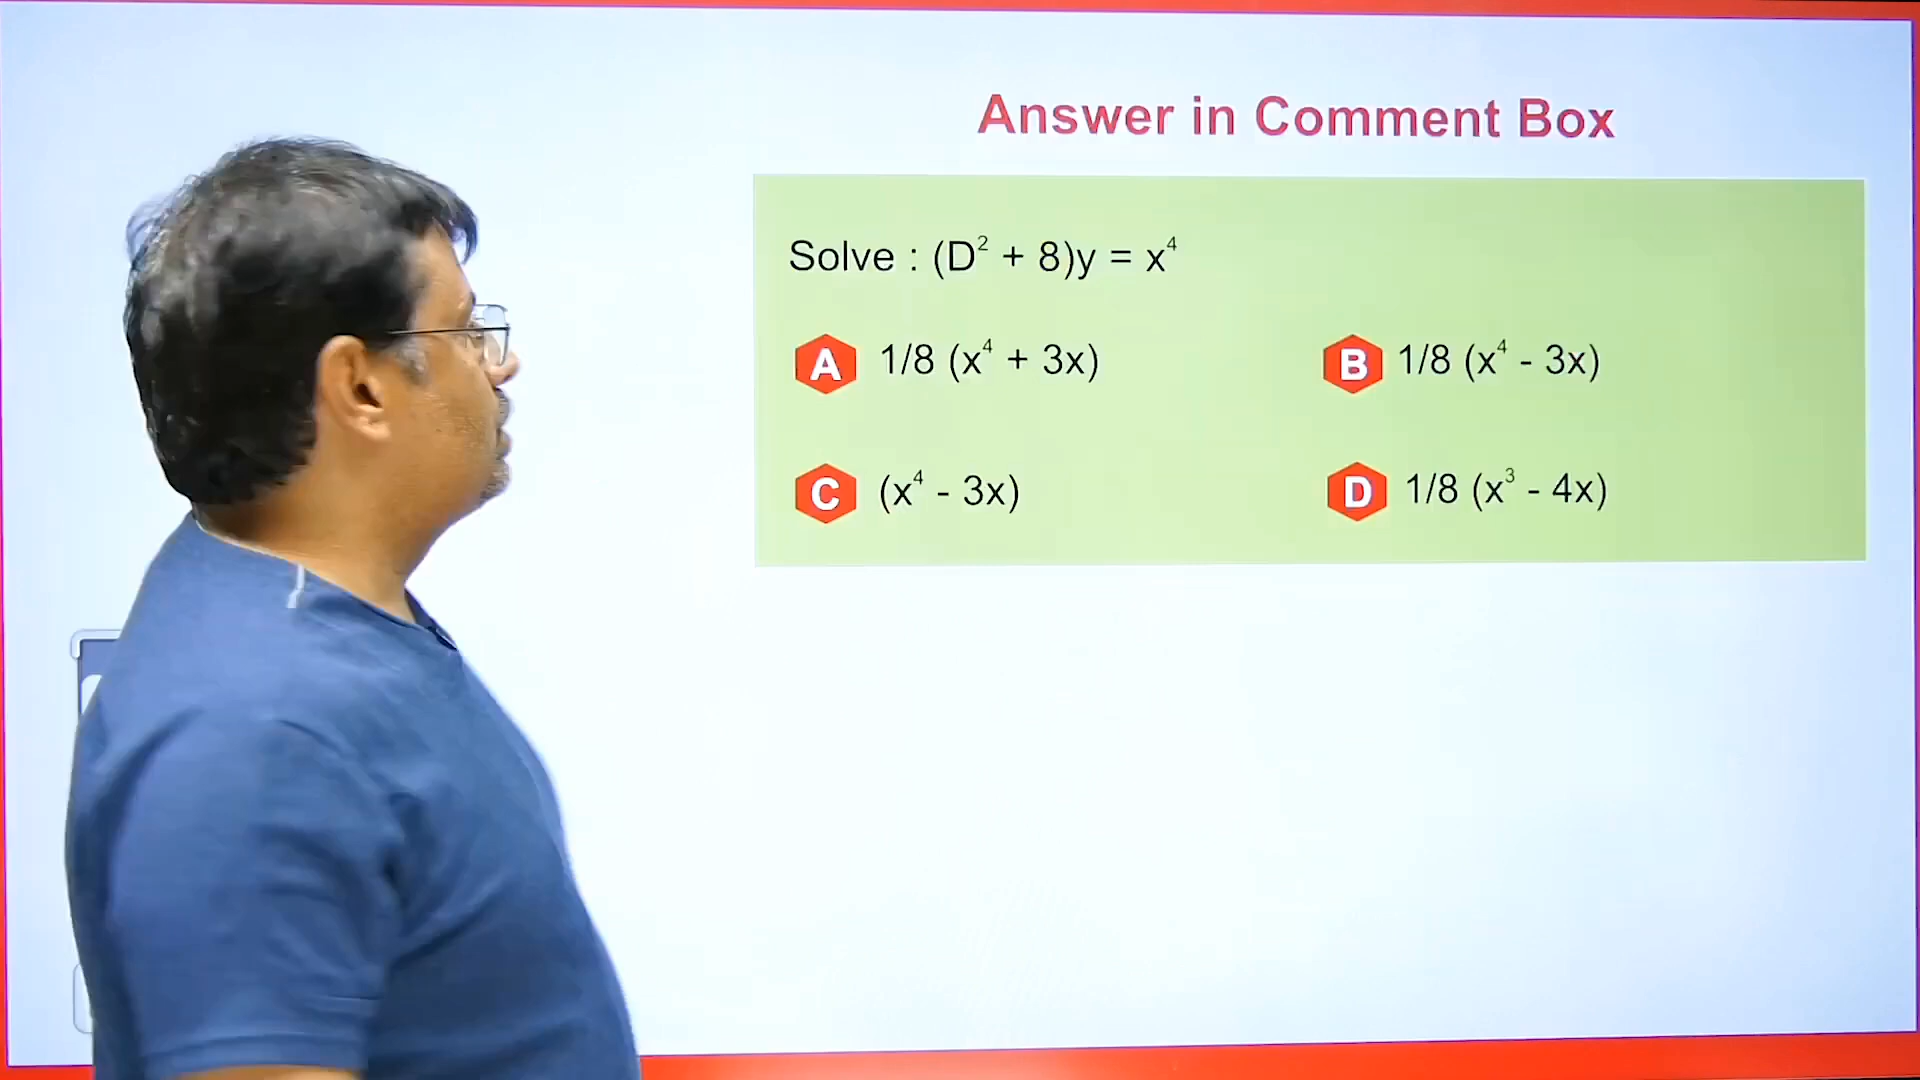 Answer in Comment Box
Solve : (D² + 8)y = x⁴
A 1/8 (x⁴ + 3x)
B 1/8 (x⁴ - 3x)
C (x⁴ - 3x)
D 1/8 (x³ - 4x)